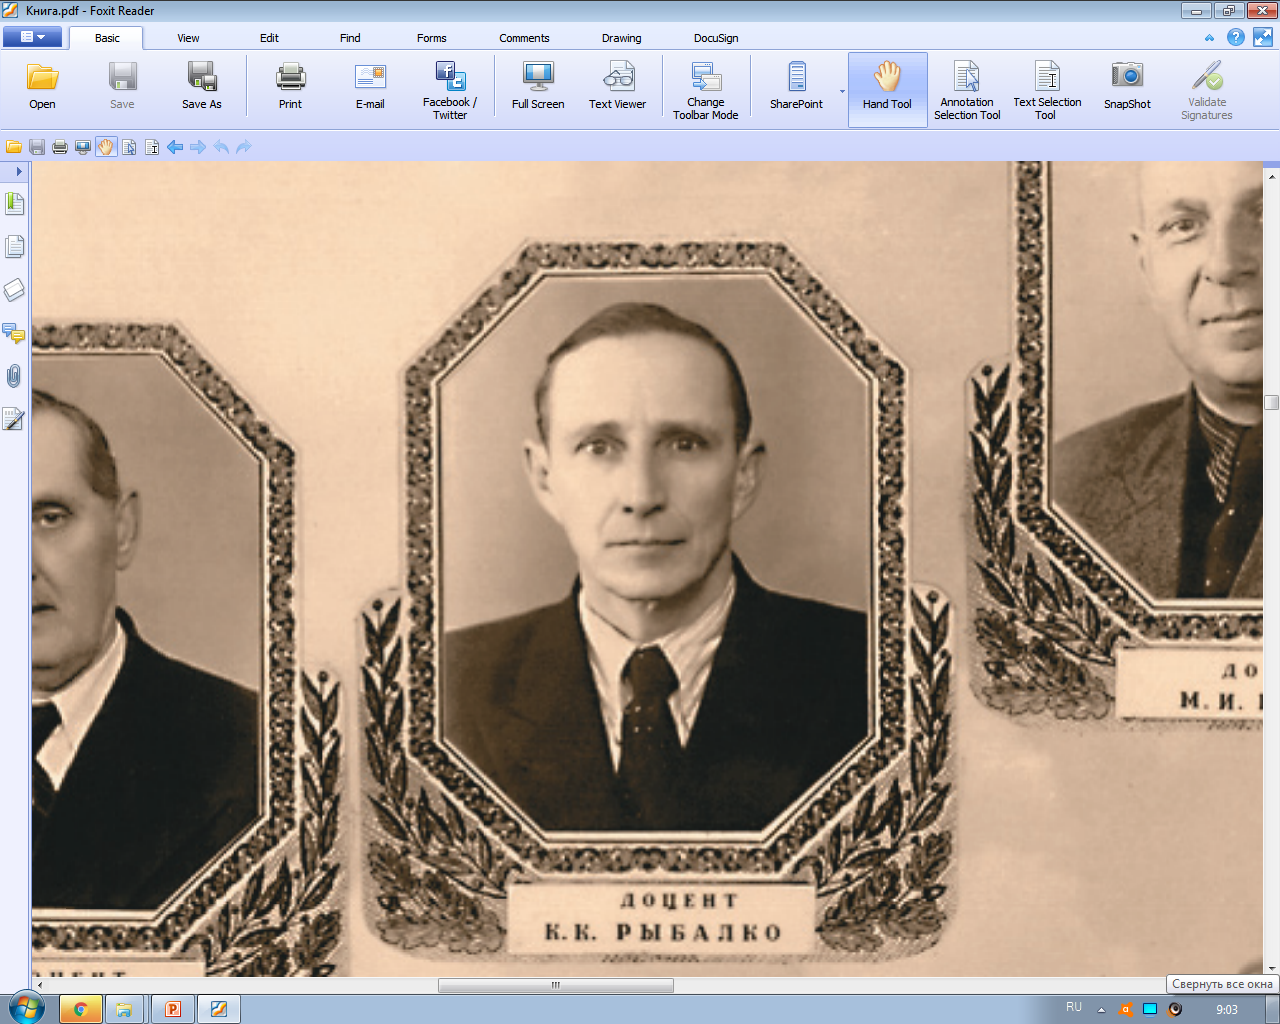 Книга.pdf - Foxit Reader
Basic View Edit Find Forms Comments Drawing DocuSign
Open Save Save As Print E-mail Facebook / Twitter Full Screen Text Viewer Change Toolbar Mode SharePoint Hand Tool Annotation Selection Tool Text Selection Tool SnapShot Validate Signatures
ДОЦЕНТ
К. К. РЫБАЛКО
М. И.
Свернуть все окна
RU 9:03